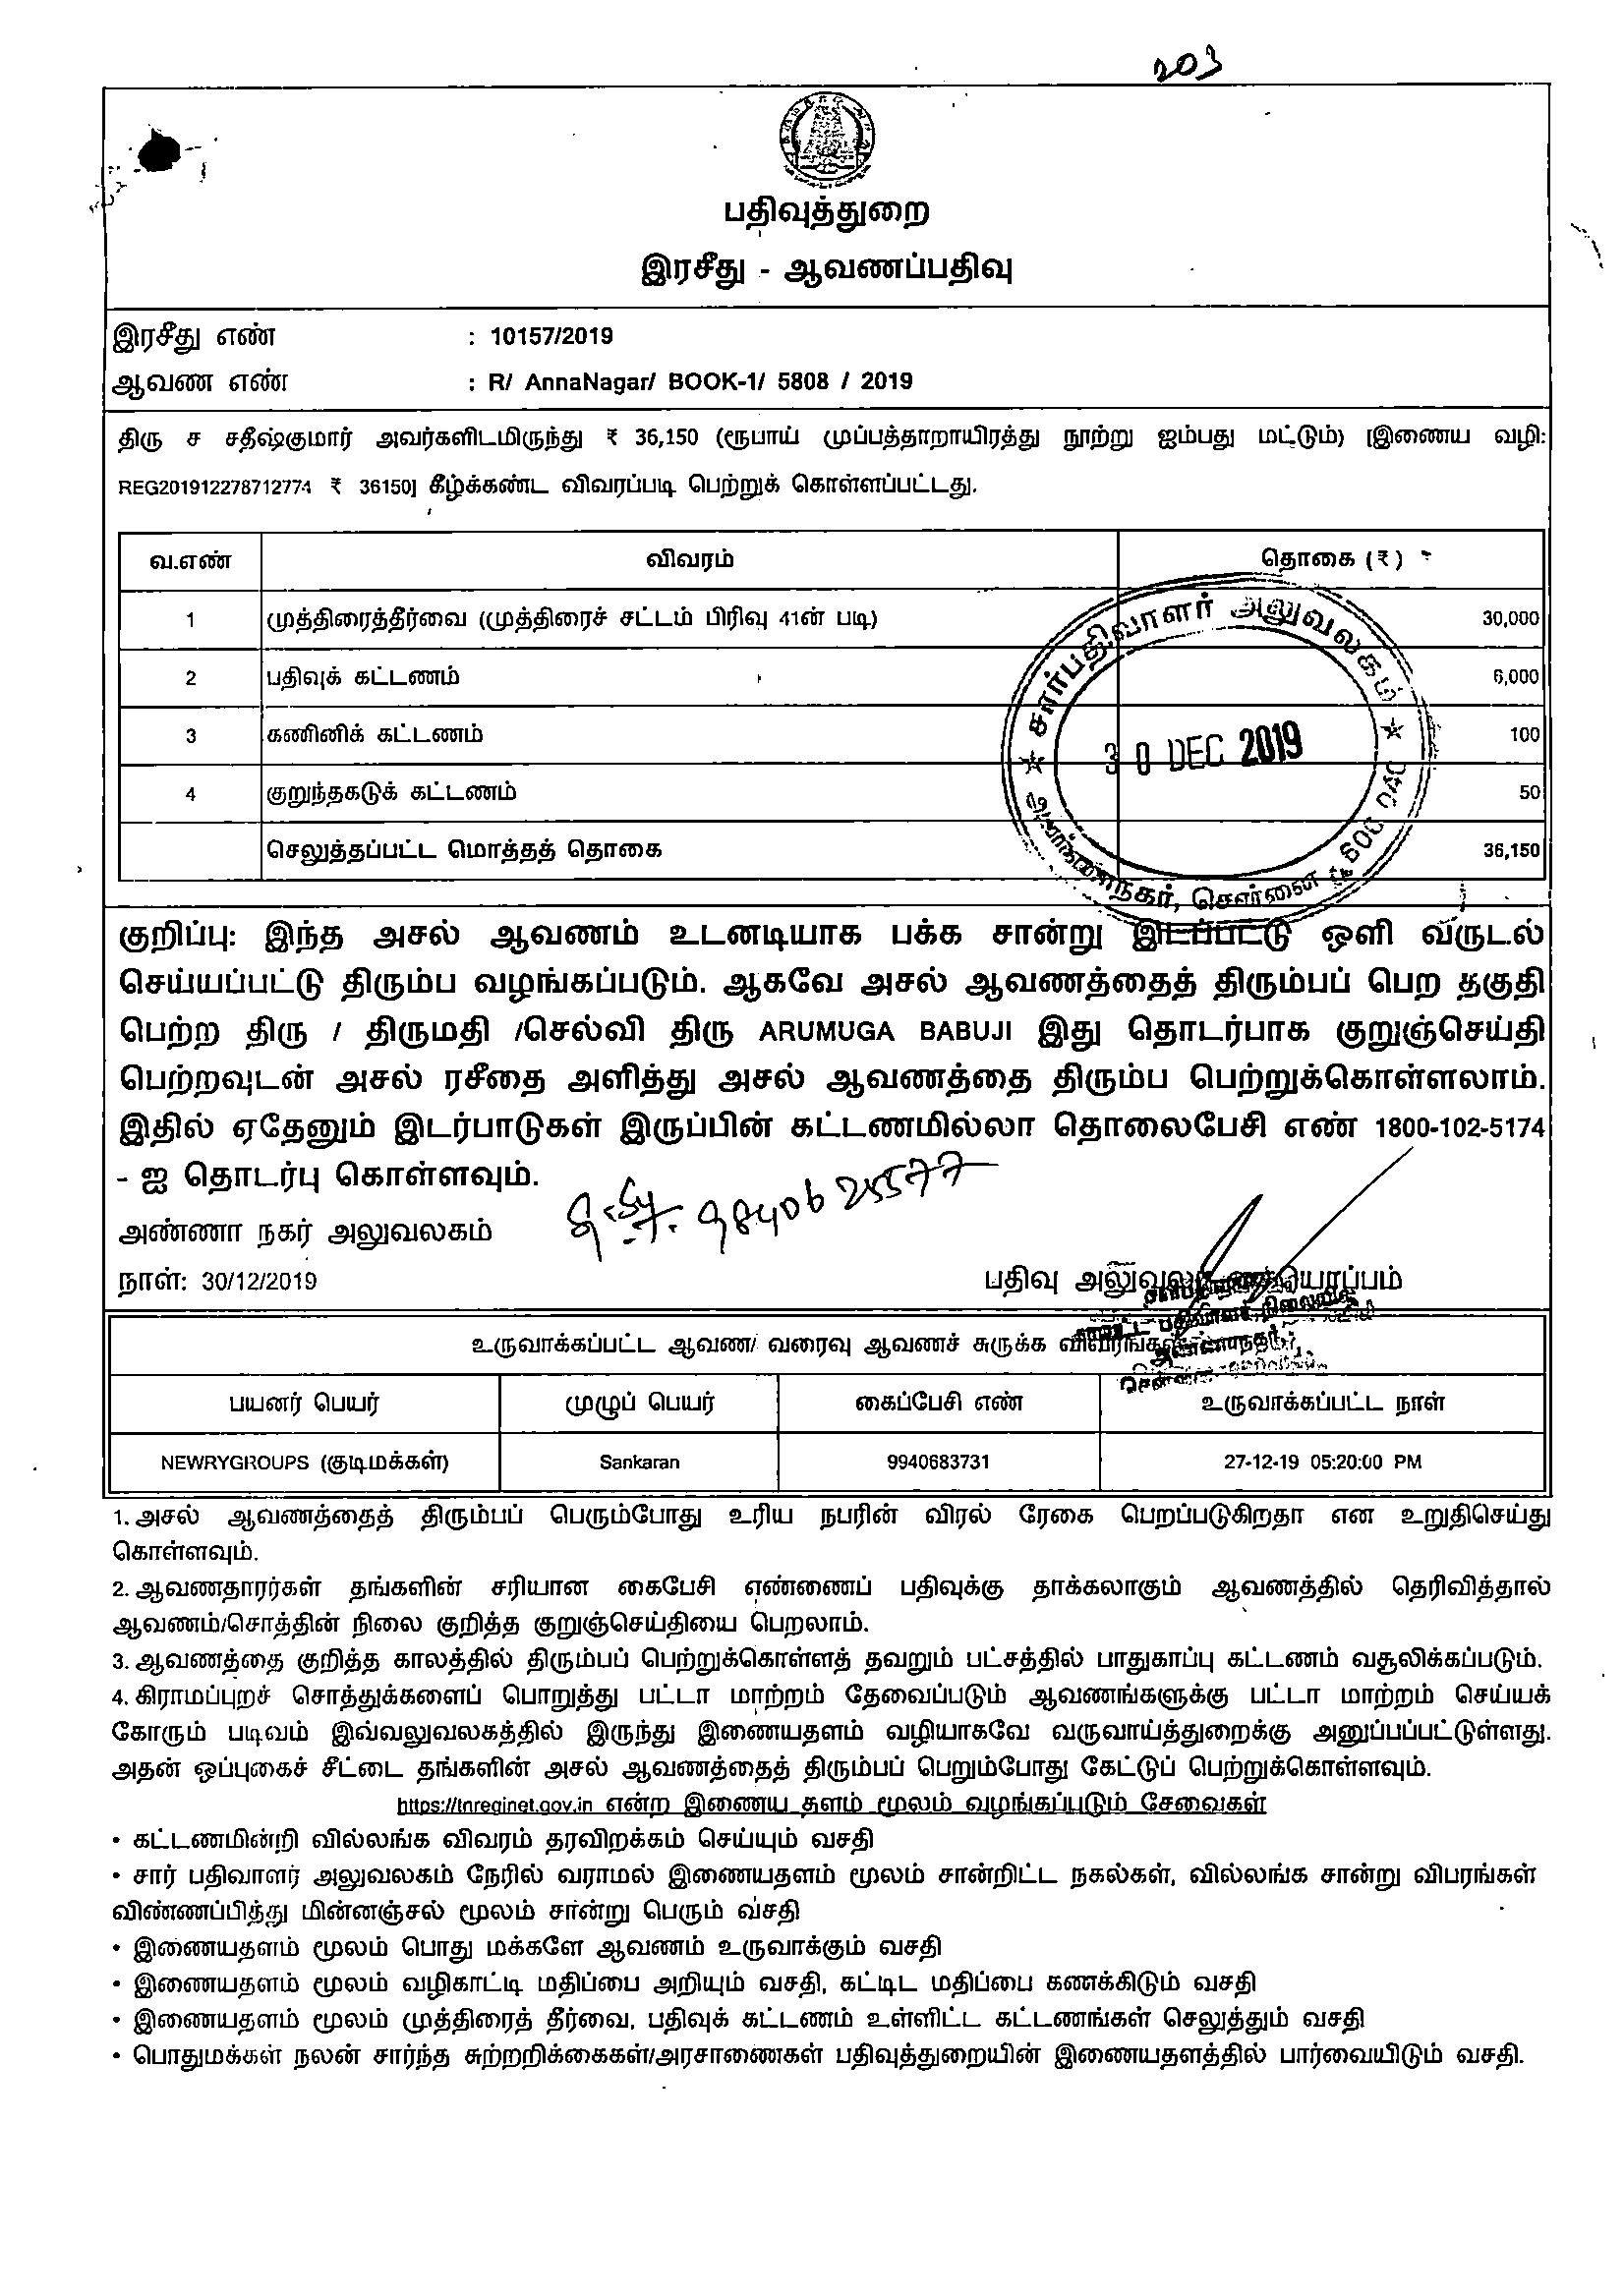 203
பதிவுத்துறை
இரசீது - ஆவணப்பதிவு
இரசீது எண் : 10157/2019
ஆவண எண் : R/ AnnaNagar/ BOOK-1/ 5808 / 2019
திரு ச சதீஷ்குமார் அவர்களிடமிருந்து ₹ 36,150 (ரூபாய் முப்பத்தாறாயிரத்து நூற்று ஐம்பது மட்டும்) [இணைய வழி:
REG201912278712774 ₹ 36150] கீழ்க்கண்ட விவரப்படி பெற்றுக் கொள்ளப்பட்டது.
வ.எண் விவரம் தொகை (₹)
1 முத்திரைத்தீர்வை (முத்திரைச் சட்டம் பிரிவு 41ன் படி) 30,000
2 பதிவுக் கட்டணம் 6,000
3 கணினிக் கட்டணம் 100
4 குறுந்தகடுக் கட்டணம் 50
செலுத்தப்பட்ட மொத்தத் தொகை 36,150
சார்பதிவாளர் அலுவலகம்
30 DEC 2019
அண்ணாநகர், சென்னை 600 040
குறிப்பு: இந்த அசல் ஆவணம் உடனடியாக பக்க சான்று இடப்பட்டு ஒளி வருடல்
செய்யப்பட்டு திரும்ப வழங்கப்படும். ஆகவே அசல் ஆவணத்தைத் திரும்பப் பெற தகுதி
பெற்ற திரு / திருமதி /செல்வி திரு ARUMUGA BABUJI இது தொடர்பாக குறுஞ்செய்தி
பெற்றவுடன் அசல் ரசீதை அளித்து அசல் ஆவணத்தை திரும்ப பெற்றுக்கொள்ளலாம்.
இதில் ஏதேனும் இடர்பாடுகள் இருப்பின் கட்டணமில்லா தொலைபேசி எண் 1800-102-5174
- ஐ தொடர்பு கொள்ளவும்.
9840625577
அண்ணா நகர் அலுவலகம்
நாள்: 30/12/2019
பதிவு அலுவலர் கையொப்பம்
உருவாக்கப்பட்ட ஆவண/ வரைவு ஆவணச் சுருக்க விவரங்கள்
பயனர் பெயர் முழுப் பெயர் கைப்பேசி எண் உருவாக்கப்பட்ட நாள்
NEWRYGROUPS (குடிமக்கள்) Sankaran 9940683731 27-12-19 05:20:00 PM
1. அசல் ஆவணத்தைத் திரும்பப் பெரும்போது உரிய நபரின் விரல் ரேகை பெறப்படுகிறதா என உறுதிசெய்து
கொள்ளவும்.
2. ஆவணதாரர்கள் தங்களின் சரியான கைபேசி எண்ணைப் பதிவுக்கு தாக்கலாகும் ஆவணத்தில் தெரிவித்தால்
ஆவணம்/சொத்தின் நிலை குறித்த குறுஞ்செய்தியை பெறலாம்.
3. ஆவணத்தை குறித்த காலத்தில் திரும்பப் பெற்றுக்கொள்ளத் தவறும் பட்சத்தில் பாதுகாப்பு கட்டணம் வசூலிக்கப்படும்.
4. கிராமப்புறச் சொத்துக்களைப் பொறுத்து பட்டா மாற்றம் தேவைப்படும் ஆவணங்களுக்கு பட்டா மாற்றம் செய்யக்
கோரும் படிவம் இவ்வலுவலகத்தில் இருந்து இணையதளம் வழியாகவே வருவாய்த்துறைக்கு அனுப்பப்பட்டுள்ளது.
அதன் ஒப்புகைச் சீட்டை தங்களின் அசல் ஆவணத்தைத் திரும்பப் பெறும்போது கேட்டுப் பெற்றுக்கொள்ளவும்.
https://tnreginet.gov.in என்ற இணைய தளம் மூலம் வழங்கப்படும் சேவைகள்
• கட்டணமின்றி வில்லங்க விவரம் தரவிறக்கம் செய்யும் வசதி
• சார் பதிவாளர் அலுவலகம் நேரில் வராமல் இணையதளம் மூலம் சான்றிட்ட நகல்கள், வில்லங்க சான்று விபரங்கள்
விண்ணப்பித்து மின்னஞ்சல் மூலம் சான்று பெரும் வசதி
• இணையதளம் மூலம் பொது மக்களே ஆவணம் உருவாக்கும் வசதி
• இணையதளம் மூலம் வழிகாட்டி மதிப்பை அறியும் வசதி, கட்டிட மதிப்பை கணக்கிடும் வசதி
• இணையதளம் மூலம் முத்திரைத் தீர்வை, பதிவுக் கட்டணம் உள்ளிட்ட கட்டணங்கள் செலுத்தும் வசதி
• பொதுமக்கள் நலன் சார்ந்த சுற்றறிக்கைகள்/அரசாணைகள் பதிவுத்துறையின் இணையதளத்தில் பார்வையிடும் வசதி.